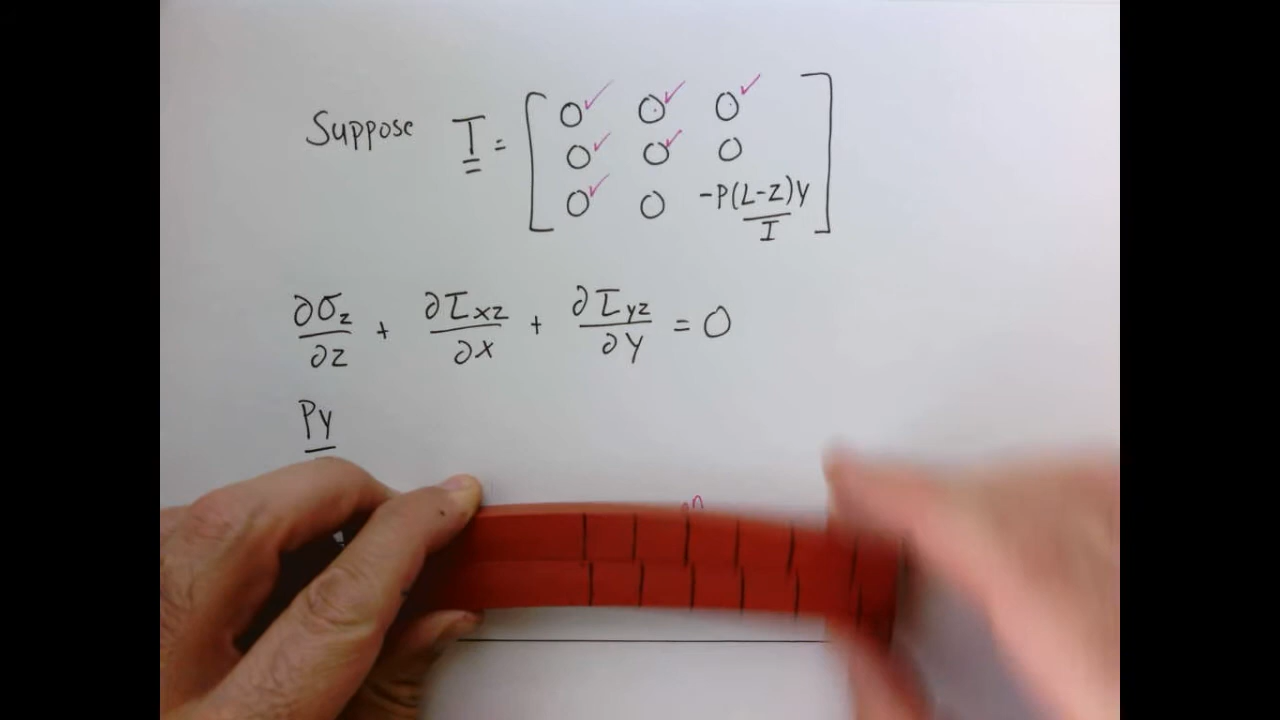 Suppose T = [ 0 0 0
0 0 0
0 0 -P(L-Z)Y/I ]
∂σz/∂z + ∂τxz/∂x + ∂τyz/∂y = 0
PY
n